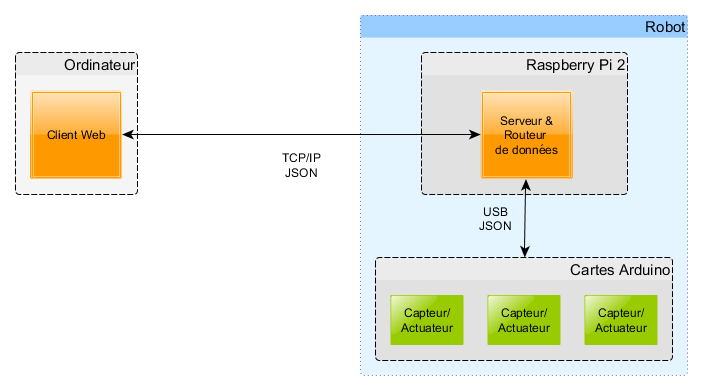 Robot
Ordinateur
Raspberry Pi 2
Client Web
Serveur &
Routeur
de données
TCP/IP
JSON
USB
JSON
Cartes Arduino
Capteur/
Actuateur
Capteur/
Actuateur
Capteur/
Actuateur